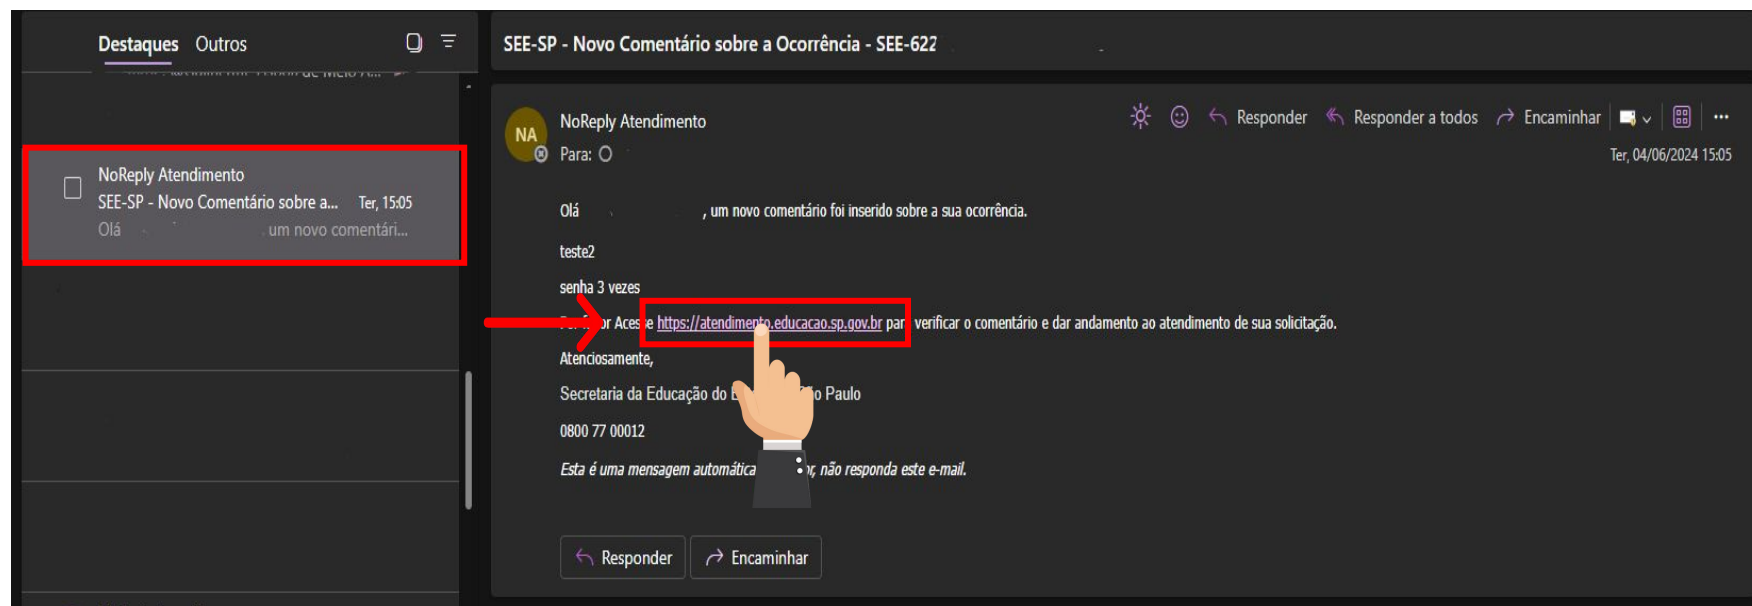 Destaques Outros
NoReply Atendimento
SEE-SP - Novo Comentário sobre a... Ter, 15:05
Olá um novo comentári...
SEE-SP - Novo Comentário sobre a Ocorrência - SEE-622
NA
NoReply Atendimento
Para:
Responder Responder a todos Encaminhar
Ter, 04/06/2024 15:05
Olá , um novo comentário foi inserido sobre a sua ocorrência.
teste2
senha 3 vezes
Acesse https://atendimento.educacao.sp.gov.br para verificar o comentário e dar andamento ao atendimento de sua solicitação.
Atenciosamente,
Secretaria da Educação do Paulo
0800 77 00012
Esta é uma mensagem automática não responda este e-mail.
Responder Encaminhar